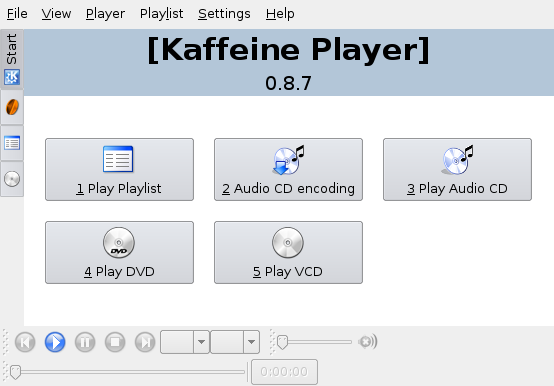 File View Player Playlist Settings Help
Start
[Kaffeine Player]
0.8.7
1 Play Playlist
2 Audio CD encoding
3 Play Audio CD
DVD
4 Play DVD
5 Play VCD
0:00:00